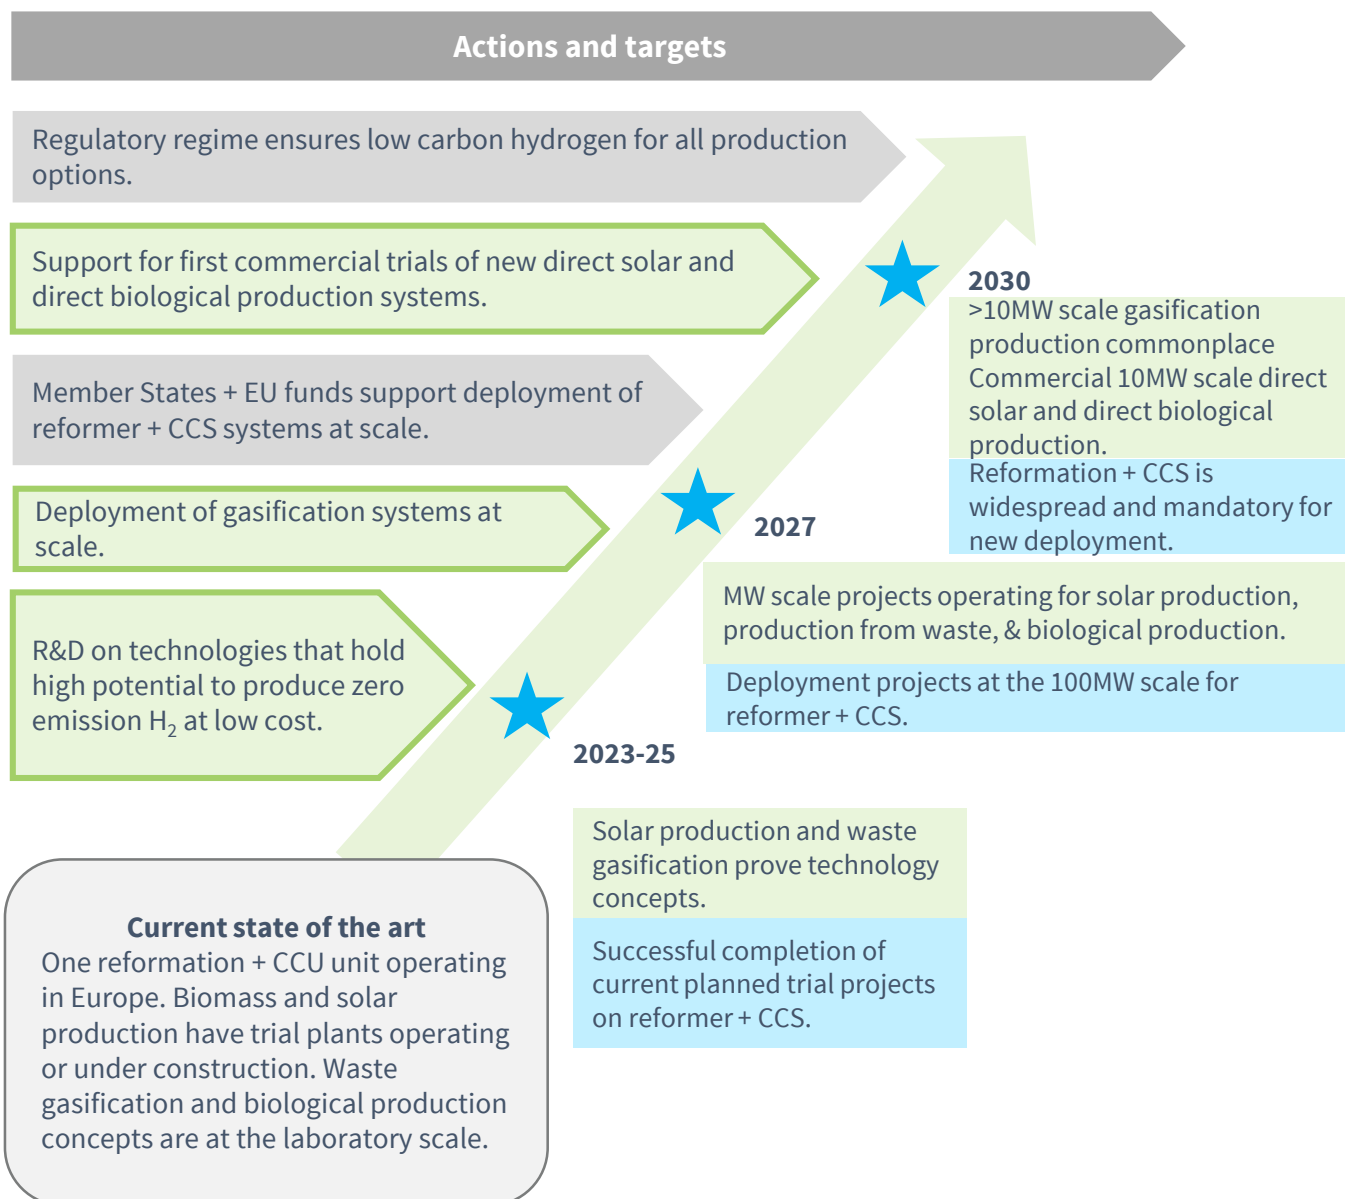 Actions and targets
Regulatory regime ensures low carbon hydrogen for all production
options.
Support for first commercial trials of new direct solar and
direct biological production systems.
Member States + EU funds support deployment of
reformer + CCS systems at scale.
Deployment of gasification systems at
scale.
R&D on technologies that hold
high potential to produce zero
emission H₂ at low cost.
2030
>10MW scale gasification
production commonplace
Commercial 10MW scale direct
solar and direct biological
production.
Reformation + CCS is
widespread and mandatory for
new deployment.
2027
MW scale projects operating for solar production,
production from waste, & biological production.
Deployment projects at the 100MW scale for
reformer + CCS.
2023-25
Solar production and waste
gasification prove technology
concepts.
Successful completion of
current planned trial projects
on reformer + CCS.
Current state of the art
One reformation + CCU unit operating
in Europe. Biomass and solar
production have trial plants operating
or under construction. Waste
gasification and biological production
concepts are at the laboratory scale.